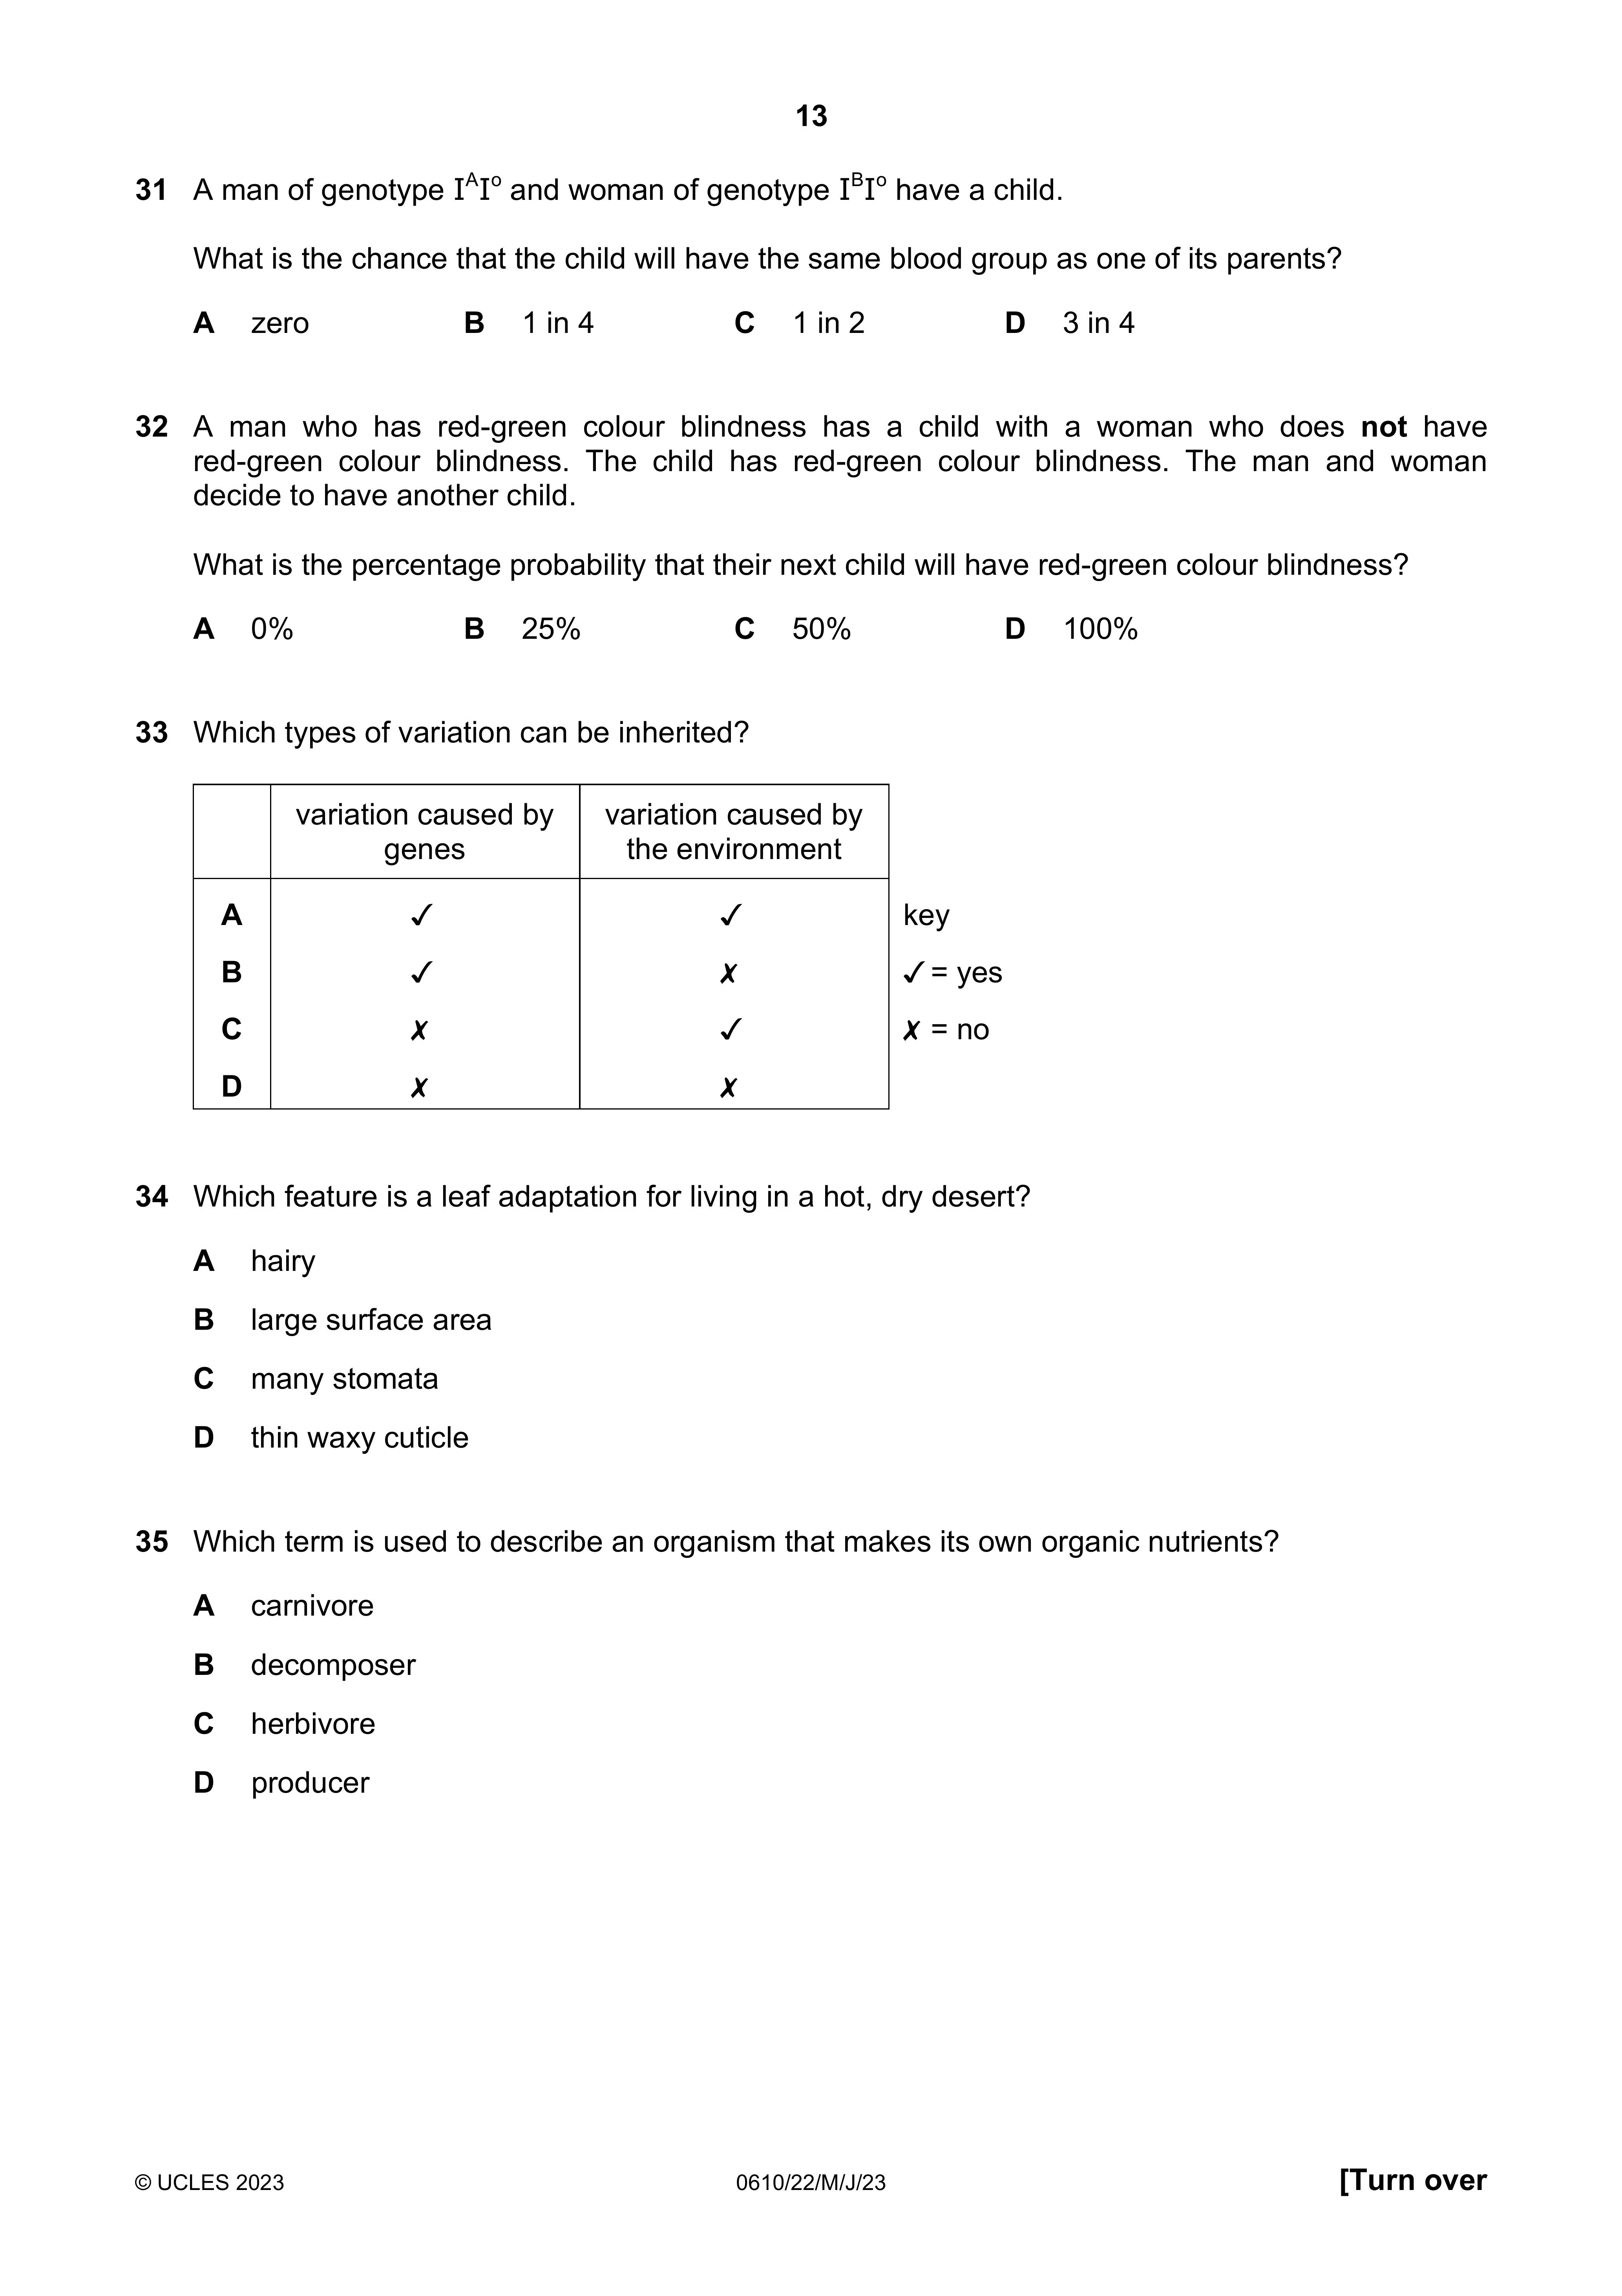 13
31 A man of genotype IᴬIᵒ and woman of genotype IᴮIᵒ have a child.
What is the chance that the child will have the same blood group as one of its parents?
A zero B 1 in 4 C 1 in 2 D 3 in 4
32 A man who has red-green colour blindness has a child with a woman who does not have
red-green colour blindness. The child has red-green colour blindness. The man and woman
decide to have another child.
What is the percentage probability that their next child will have red-green colour blindness?
A 0% B 25% C 50% D 100%
33 Which types of variation can be inherited?
variation caused by
genes
variation caused by
the environment
A ✓ ✓ key
B ✓ ✗ ✓ = yes
C ✗ ✓ ✗ = no
D ✗ ✗
34 Which feature is a leaf adaptation for living in a hot, dry desert?
A hairy
B large surface area
C many stomata
D thin waxy cuticle
35 Which term is used to describe an organism that makes its own organic nutrients?
A carnivore
B decomposer
C herbivore
D producer
© UCLES 2023 0610/22/M/J/23 [Turn over